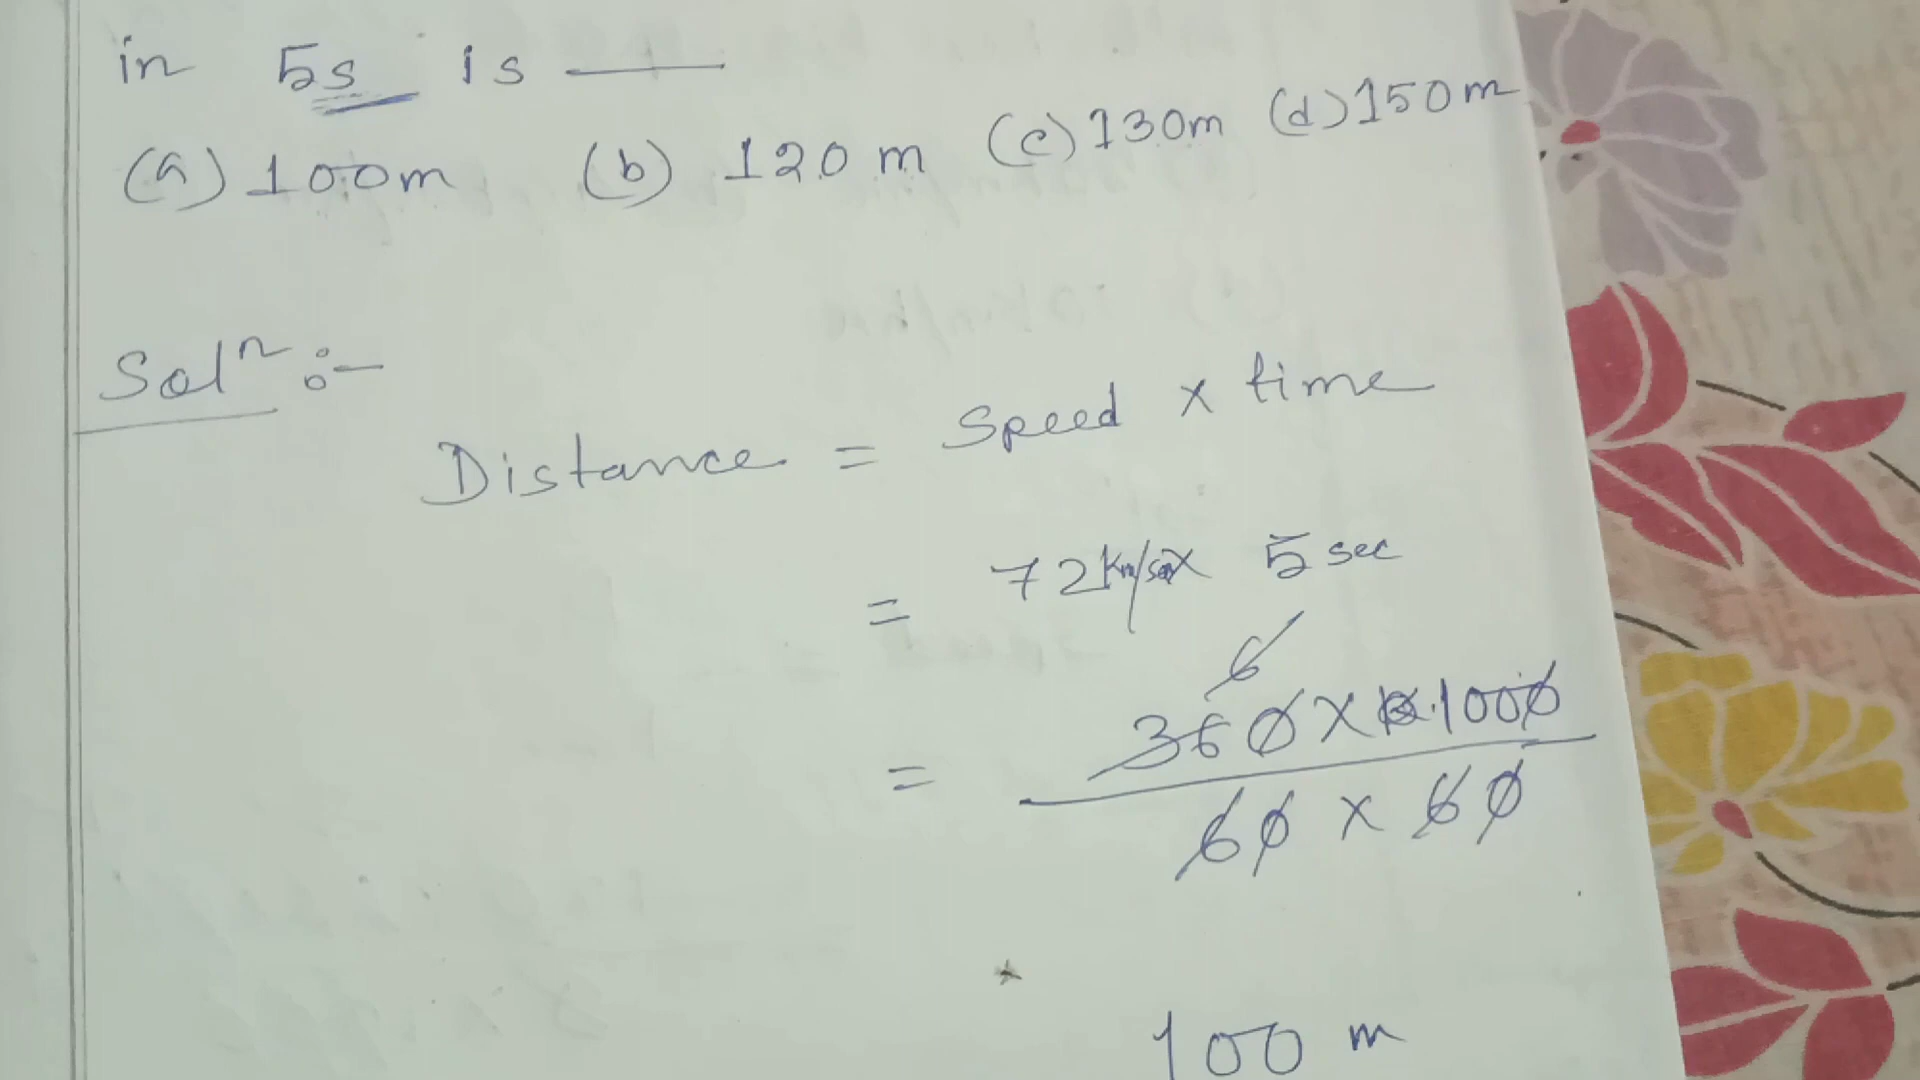 in 5s is ——
(a) 100m (b) 120 m (c) 130m (d) 150m
Solⁿ :-
Distance = Speed x time
= 72 km/ x 5 sec
6
= 360 x 1000
60 x 60
100 m